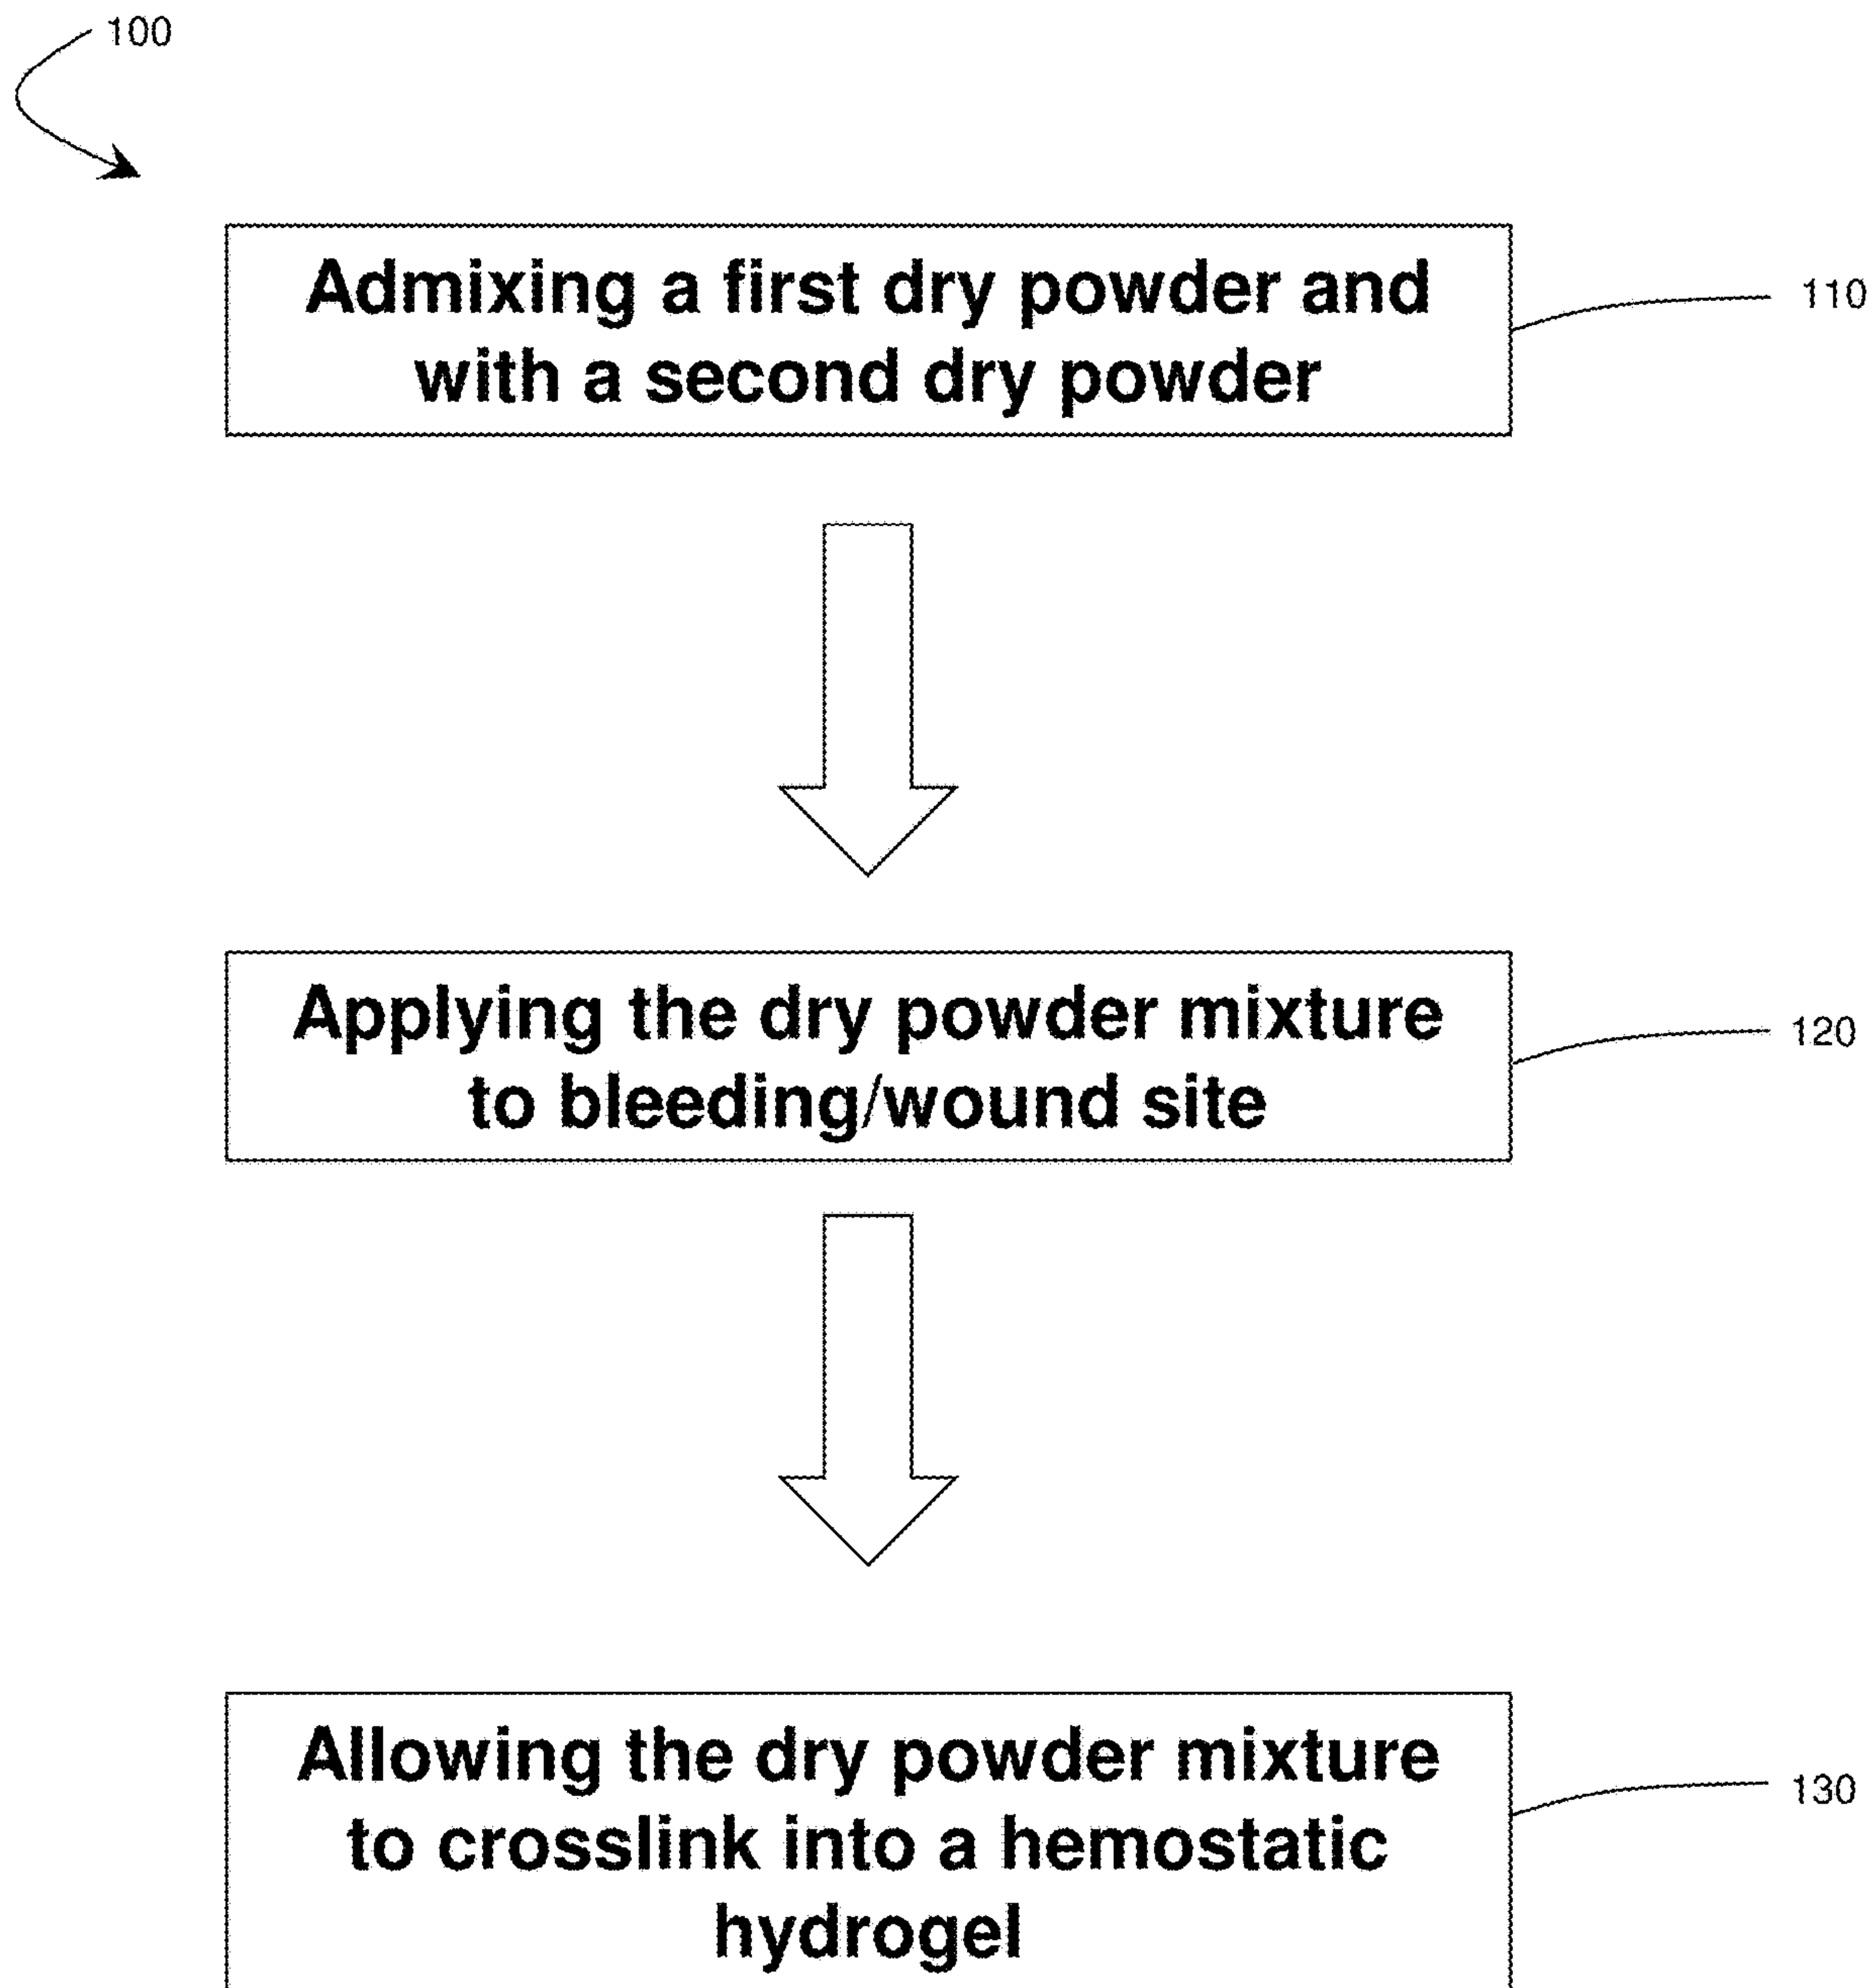 100
Admixing a first dry powder and
with a second dry powder
110
Applying the dry powder mixture
to bleeding/wound site
120
Allowing the dry powder mixture
to crosslink into a hemostatic
hydrogel
130